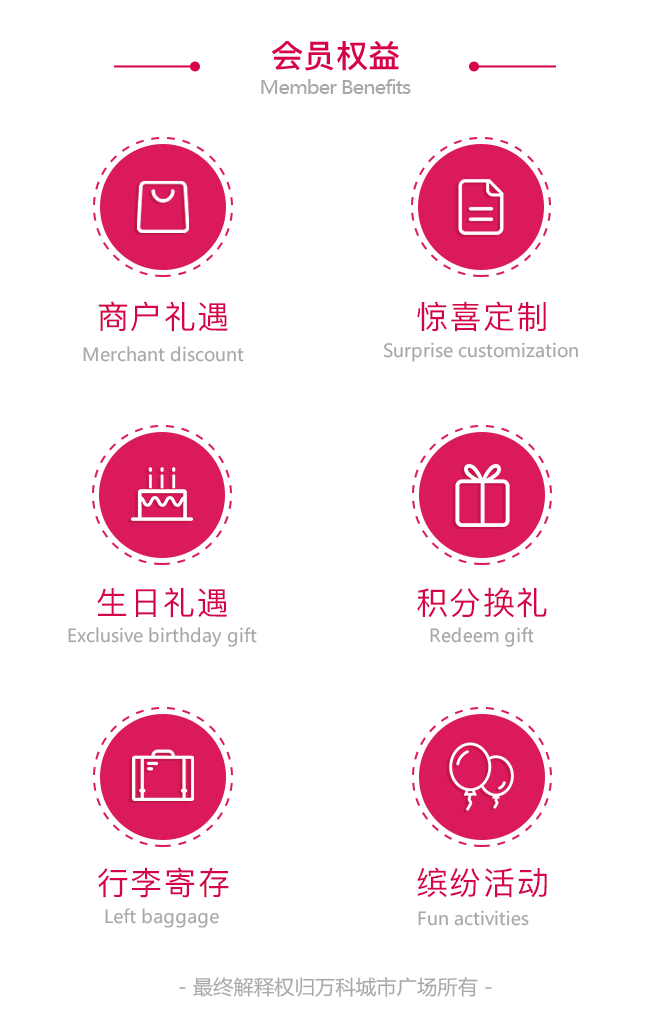 会员权益
Member Benefits
商户礼遇
Merchant discount
惊喜定制
Surprise customization
生日礼遇
Exclusive birthday gift
积分换礼
Redeem gift
行李寄存
Left baggage
缤纷活动
Fun activities
- 最终解释权归万科城市广场所有 -